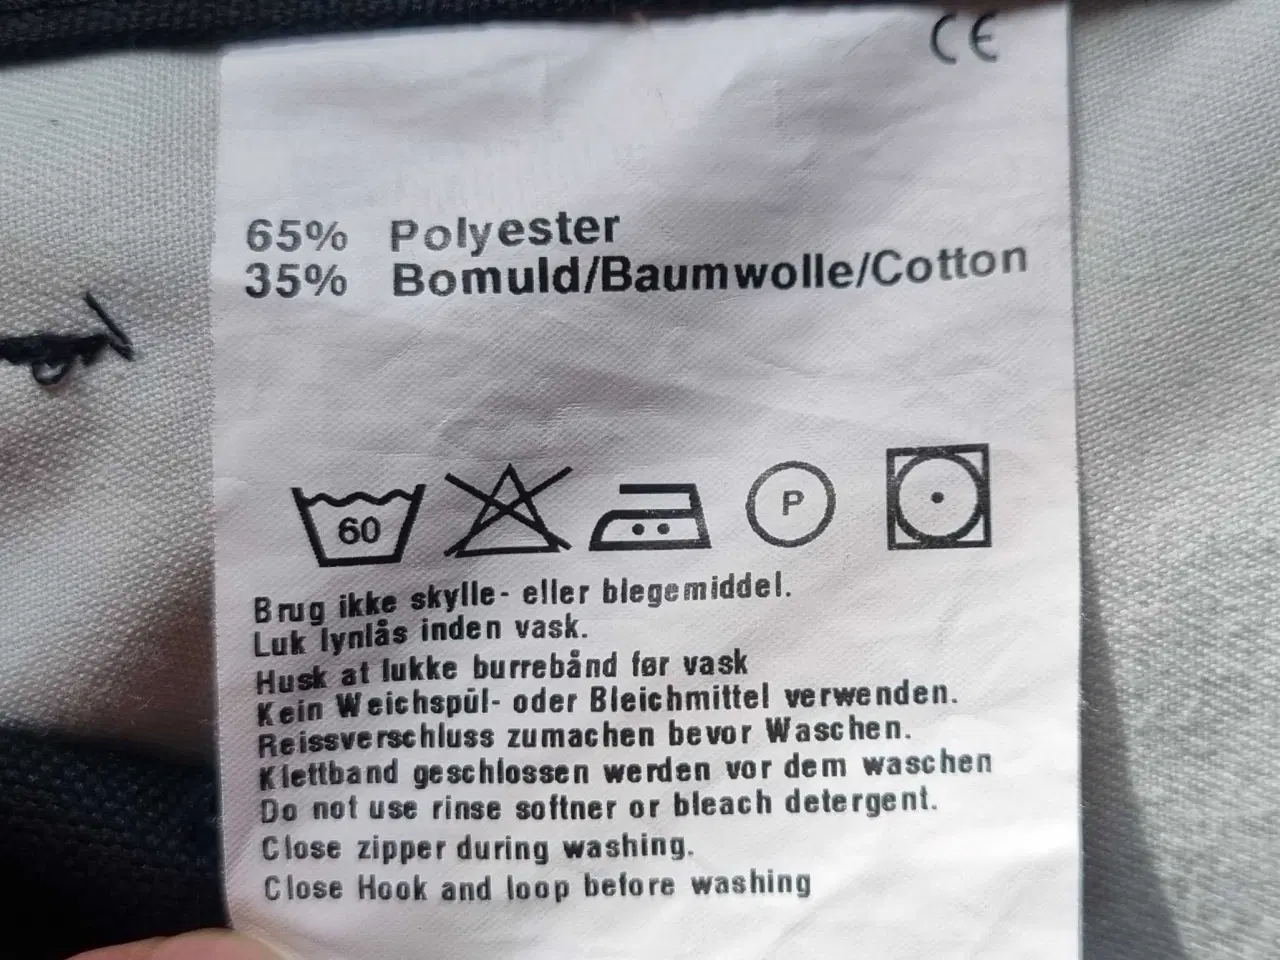 CE
65% Polyester
35% Bomuld/Baumwolle/Cotton
60 P
Brug ikke skylle- eller blegemiddel.
Luk lynlås inden vask.
Husk at lukke burrebånd før vask
Kein Weichspül- oder Bleichmittel verwenden.
Reissverschluss zumachen bevor Waschen.
Klettband geschlossen werden vor dem waschen
Do not use rinse softner or bleach detergent.
Close zipper during washing.
Close Hook and loop before washing